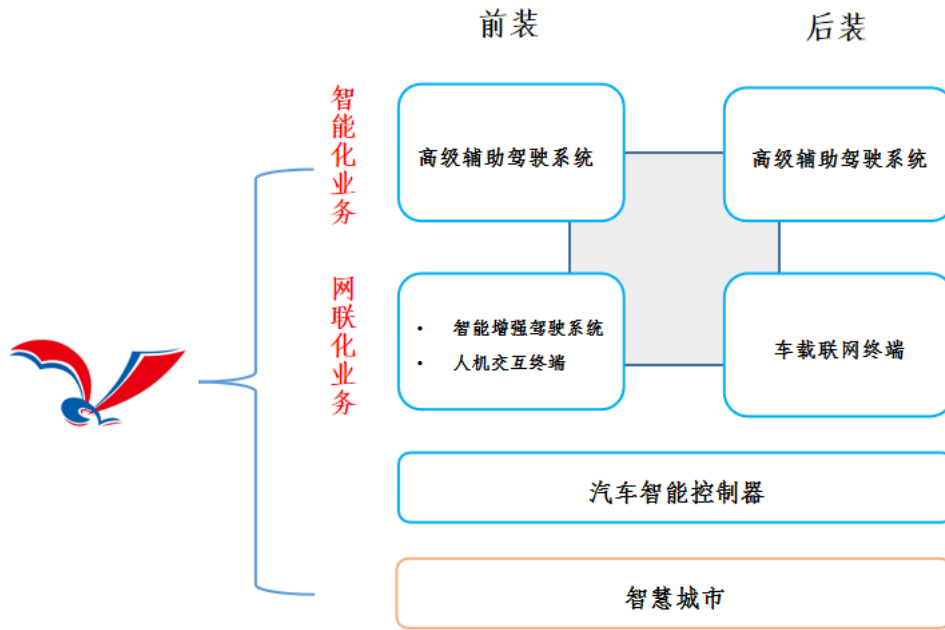 前装
后装
智能化业务
高级辅助驾驶系统
高级辅助驾驶系统
网联化业务
• 智能增强驾驶系统
• 人机交互终端
车载联网终端
汽车智能控制器
智慧城市